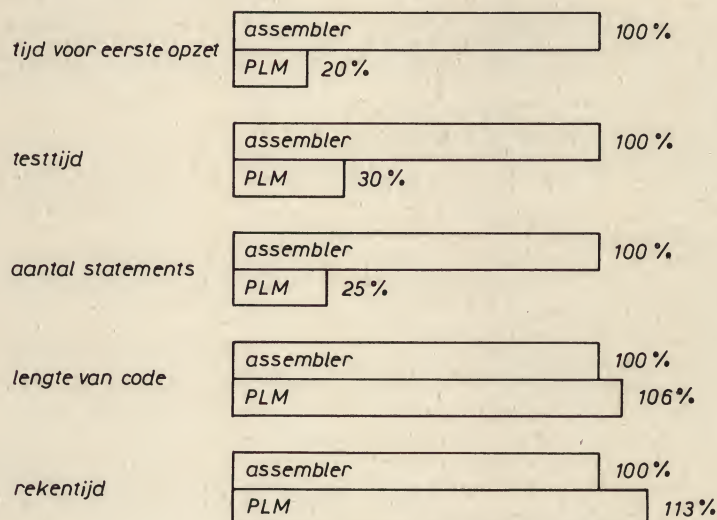 assembler 100%
tijd voor eerste opzet
PLM 20%
assembler 100%
testtijd
PLM 30%
assembler 100%
aantal statements
PLM 25%
assembler 100%
lengte van code
PLM 106%
assembler 100%
rekentijd
PLM 113%